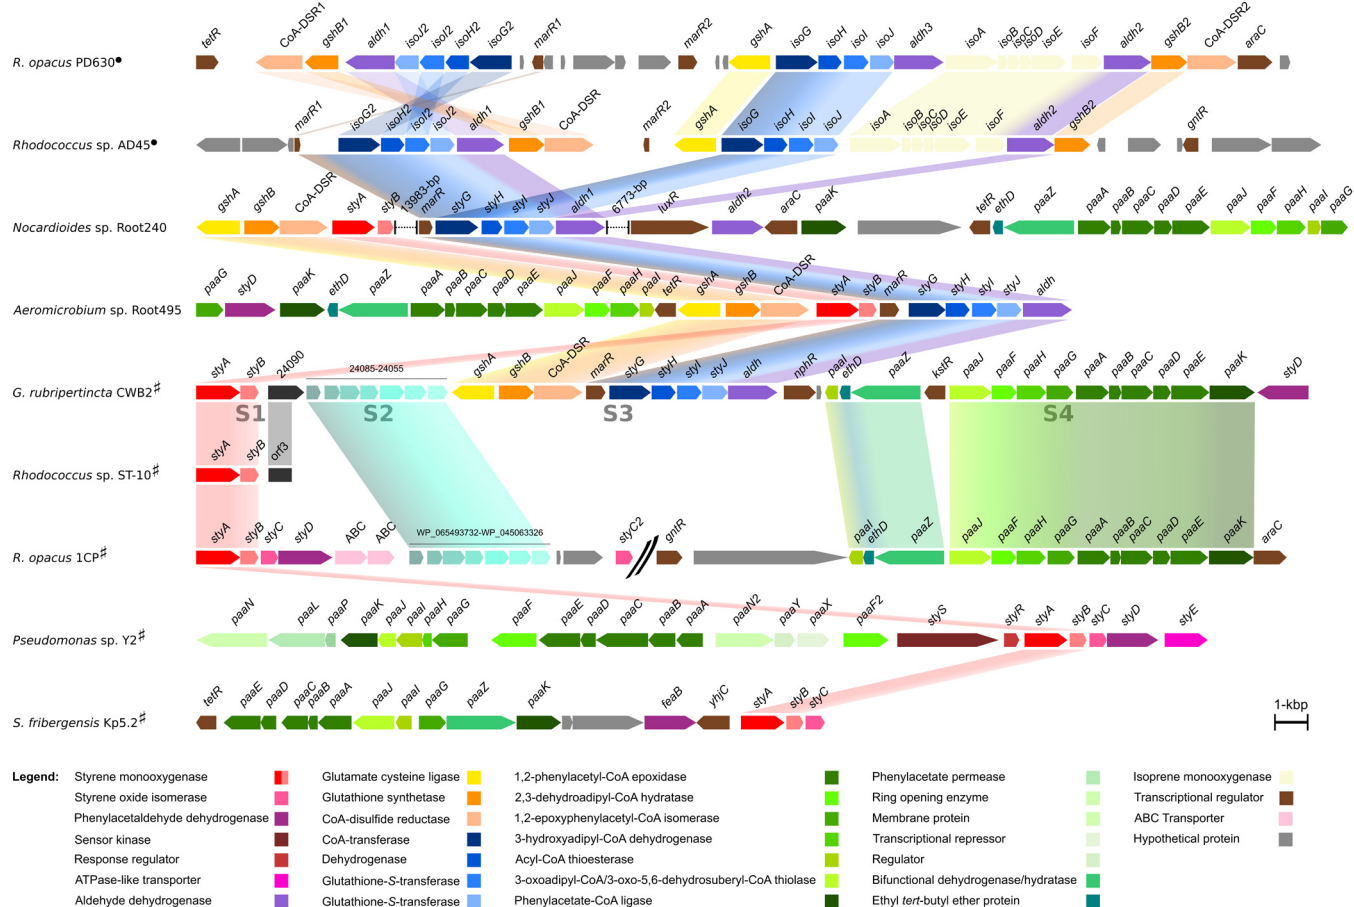 tetR CoA-DSR1 gshB1 aldh1 isoJ2 isoI2 isoH2 isoG2 marR1 marR2 gshA isoG isoH isoI isoJ aldh3 isoA isoB isoC isoD isoE isoF aldh2 gshB2 CoA-DSR2 araC
R. opacus PD630●
marR1 isoG2 isoH2 isoI2 isoJ2 aldh1 gshB1 CoA-DSR marR2 gshA isoG isoH isoI isoJ isoA isoB isoC isoD isoE isoF aldh2 gshB2 gntR
Rhodococcus sp. AD45●
gshA gshB CoA-DSR styA styB 13983-bp marR styG styH styI styJ aldh1 6773-bp luxR aldh2 araC paaK tetR ethD paaZ paaA paaB paaC paaD paaE paaJ paaF paaH paaI paaG
Nocardioides sp. Root240
paaG styD paaK ethD paaZ paaA paaB paaC paaD paaE paaJ paaF paaH paaI tetR gshA gshB CoA-DSR styA styB marR styG styH styI styJ aldh
Aeromicrobium sp. Root495
styA styB 24090 24085-24055 gshA gshB CoA-DSR marR styG styH styI styJ aldh nphR paaI ethD paaZ kstR paaJ paaF paaH paaG paaA paaB paaC paaD paaE paaK styD
G. rubripertincta CWB2♯
S1 S2 S3 S4
styA styB orf3
Rhodococcus sp. ST-10♯
styA styB styC styD ABC ABC WP_065493732-WP_045063326 styC2 gntR paaI ethD paaZ paaJ paaF paaH paaG paaA paaB paaC paaD paaE paaK araC
R. opacus 1CP♯
paaN paaL paaP paaK paaJ paaI paaH paaG paaF paaE paaD paaC paaB paaA paaN2 paaY paaX paaF2 styS styR styA styB styC styD styE
Pseudomonas sp. Y2♯
tetR paaE paaD paaC paaB paaA paaJ paaI paaG paaZ paaK feaB yhjC styA styB styC
S. fribergensis Kp5.2♯
1-kbp
Legend: Styrene monooxygenase Glutamate cysteine ligase 1,2-phenylacetyl-CoA epoxidase Phenylacetate permease Isoprene monooxygenase
Styrene oxide isomerase Glutathione synthetase 2,3-dehydroadipyl-CoA hydratase Ring opening enzyme Transcriptional regulator
Phenylacetaldehyde dehydrogenase CoA-disulfide reductase 1,2-epoxyphenylacetyl-CoA isomerase Membrane protein ABC Transporter
Sensor kinase CoA-transferase 3-hydroxyadipyl-CoA dehydrogenase Transcriptional repressor Hypothetical protein
Response regulator Dehydrogenase Acyl-CoA thioesterase Regulator
ATPase-like transporter Glutathione-S-transferase 3-oxoadipyl-CoA/3-oxo-5,6-dehydrosuberyl-CoA thiolase Bifunctional dehydrogenase/hydratase
Aldehyde dehydrogenase Glutathione-S-transferase Phenylacetate-CoA ligase Ethyl tert-butyl ether protein